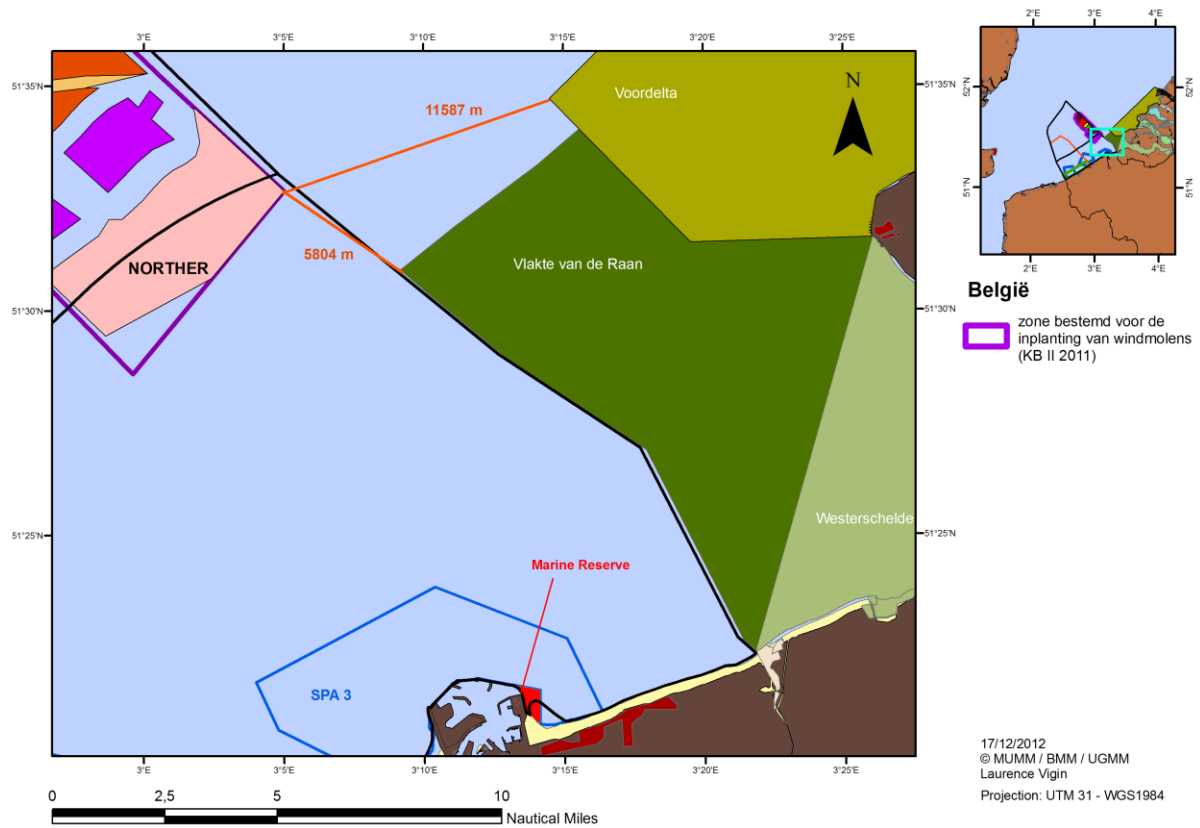 3°E
3°5'E
3°10'E
3°15'E
3°20'E
3°25'E
51°35'N
51°30'N
51°25'N
51°35'N
51°30'N
51°25'N
3°E
3°5'E
3°10'E
3°15'E
3°20'E
3°25'E
11587 m
Voordelta
N
5804 m
NORTHER
Vlakte van de Raan
Westerschelde
Marine Reserve
SPA 3
0
2,5
5
10
Nautical Miles
2°E
3°E
4°E
52°N
51°N
52°N
51°N
2°E
3°E
4°E
België
zone bestemd voor de
inplanting van windmolens
(KB II 2011)
17/12/2012
© MUMM / BMM / UGMM
Laurence Vigin
Projection: UTM 31 - WGS1984